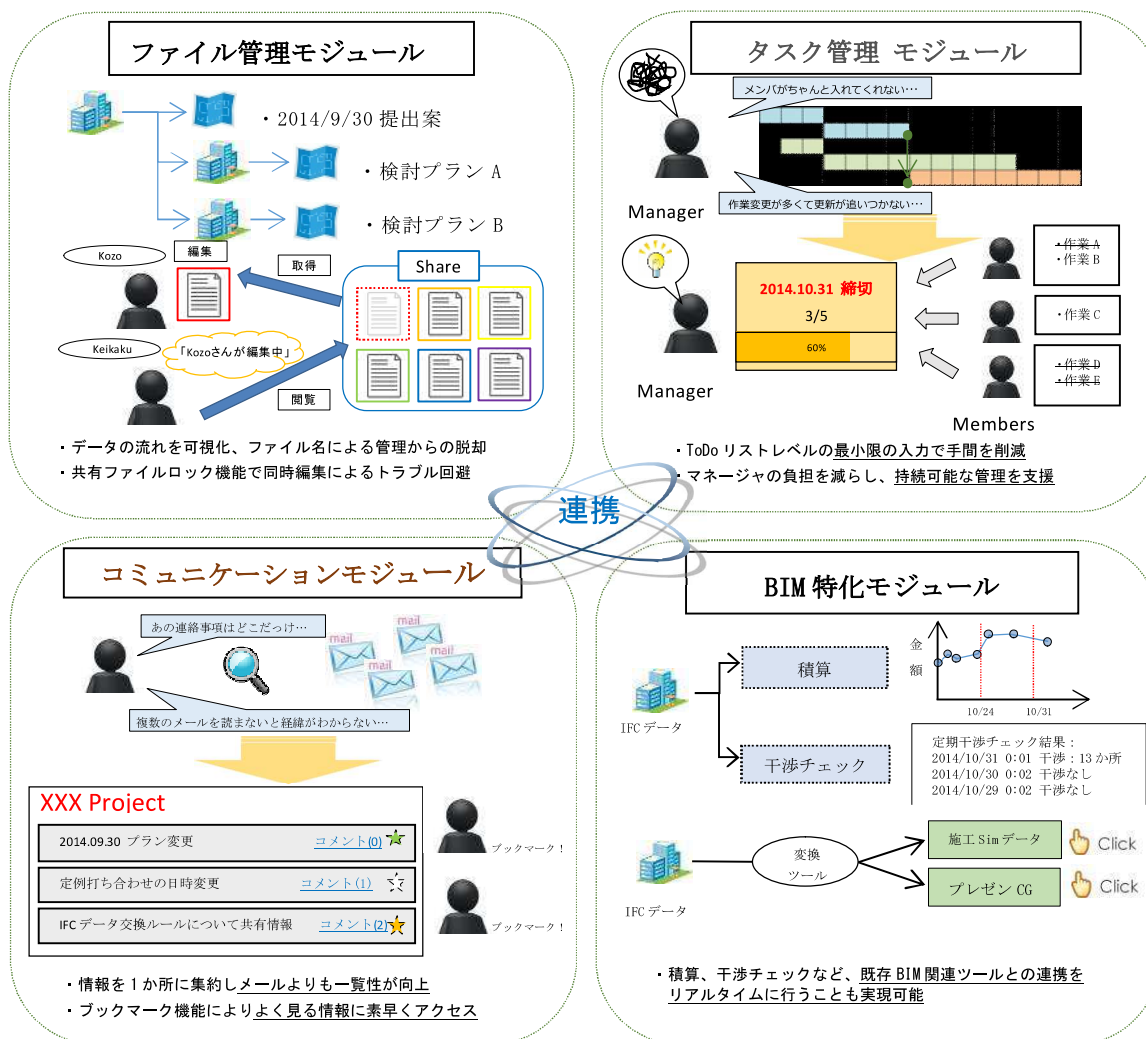 ファイル管理モジュール
・2014/9/30 提出案
・検討プラン A
・検討プラン B
Kozo
編集
取得
Share
Keikaku
「Kozoさんが編集中」
閲覧
・データの流れを可視化、ファイル名による管理からの脱却
・共有ファイルロック機能で同時編集によるトラブル回避
タスク管理 モジュール
メンバがちゃんと入れてくれない…
作業変更が多くて更新が追いつかない…
Manager
2014.10.31 締切
3/5
60%
Manager
・作業 A
・作業 B
・作業 C
・作業 D
・作業 E
Members
・ToDo リストレベルの最小限の入力で手間を削減
・マネージャの負担を減らし、持続可能な管理を支援
連携
コミュニケーションモジュール
あの連絡事項はどこだっけ…
mail
mail
mail
mail
複数のメールを読まないと経緯がわからない…
XXX Project
2014.09.30 プラン変更 コメント(0)
定例打ち合わせの日時変更 コメント(1)
IFC データ交換ルールについて共有情報 コメント(2)
ブックマーク！
ブックマーク！
・情報を 1 か所に集約しメールよりも一覧性が向上
・ブックマーク機能によりよく見る情報に素早くアクセス
BIM 特化モジュール
IFC データ
積算
干渉チェック
金額
10/24 10/31
定期干渉チェック結果：
2014/10/31 0:01 干渉：13 か所
2014/10/30 0:02 干渉なし
2014/10/29 0:02 干渉なし
IFC データ
変換
ツール
施工 Sim データ
Click
プレゼン CG
Click
・積算、干渉チェックなど、既存 BIM 関連ツールとの連携を
リアルタイムに行うことも実現可能